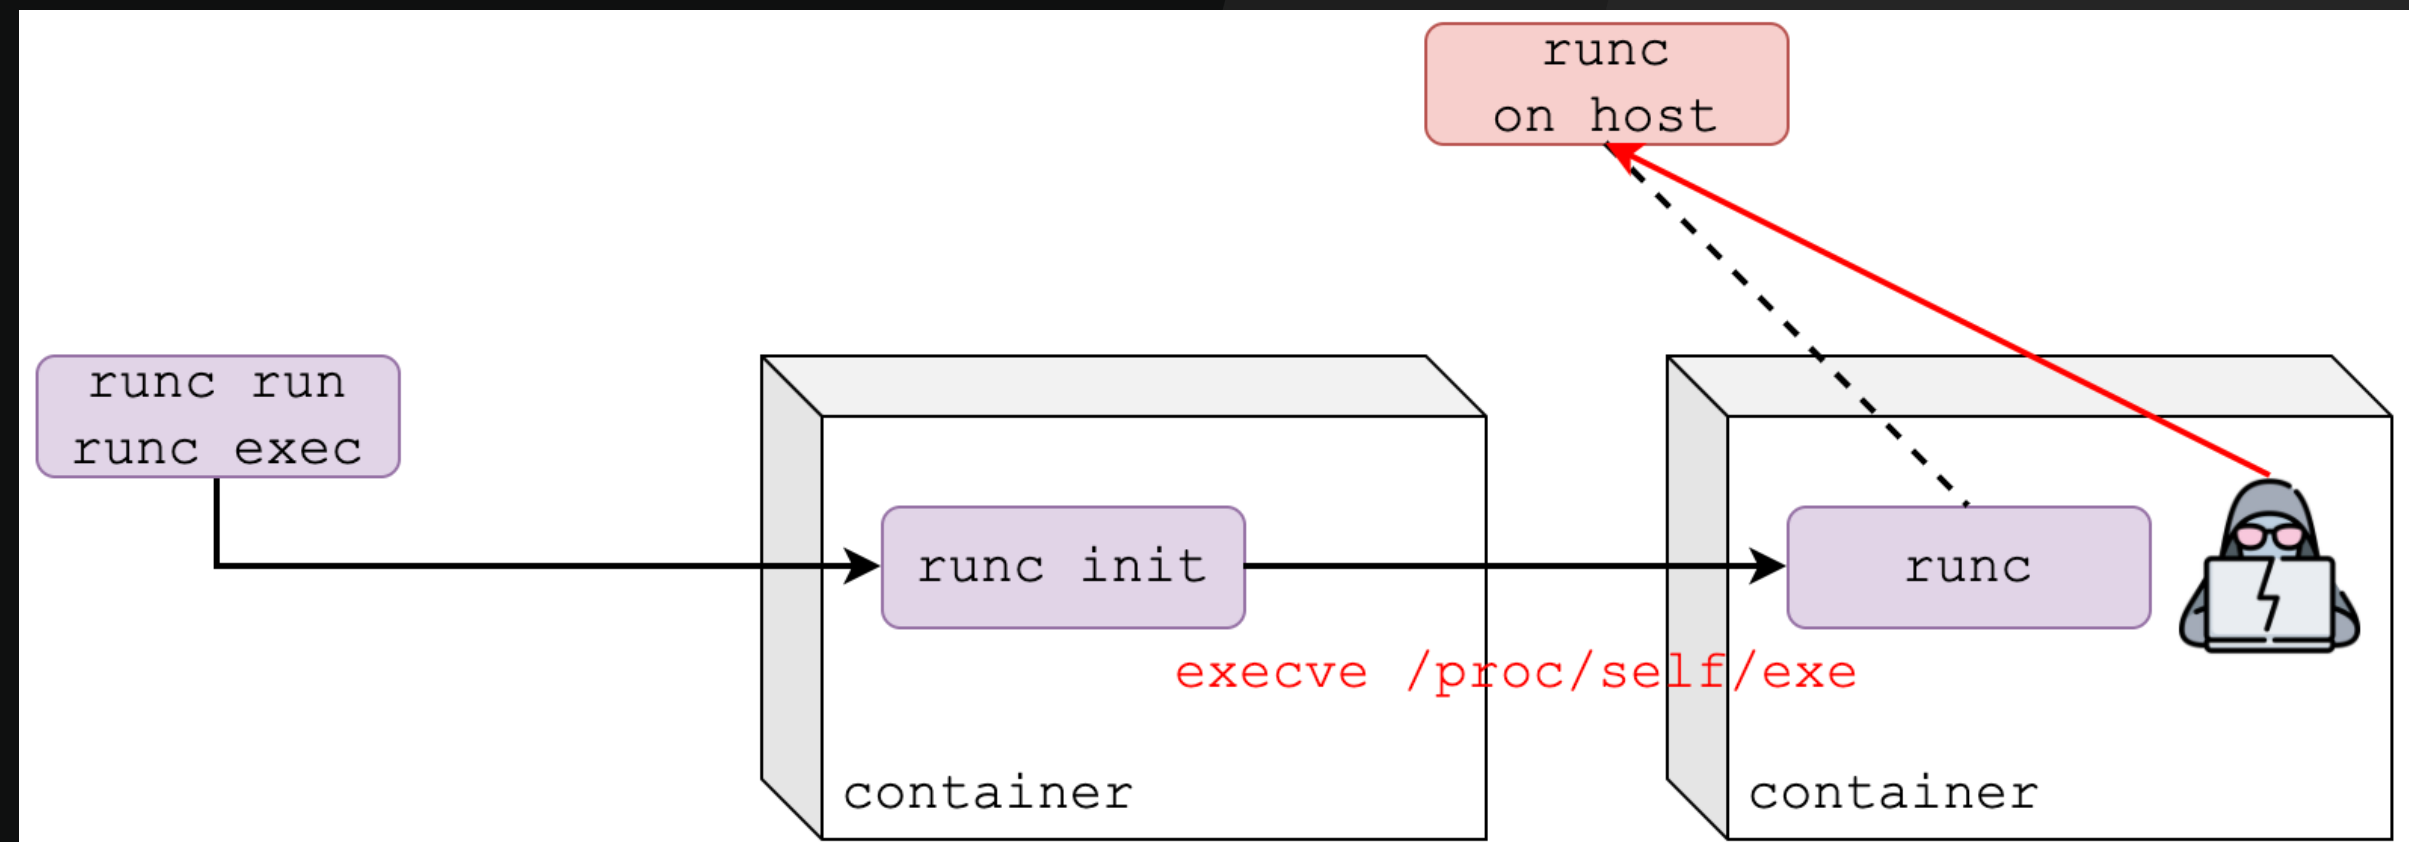 runc
on host
runc run
runc exec
runc init
runc
execve /proc/self/exe
container
container